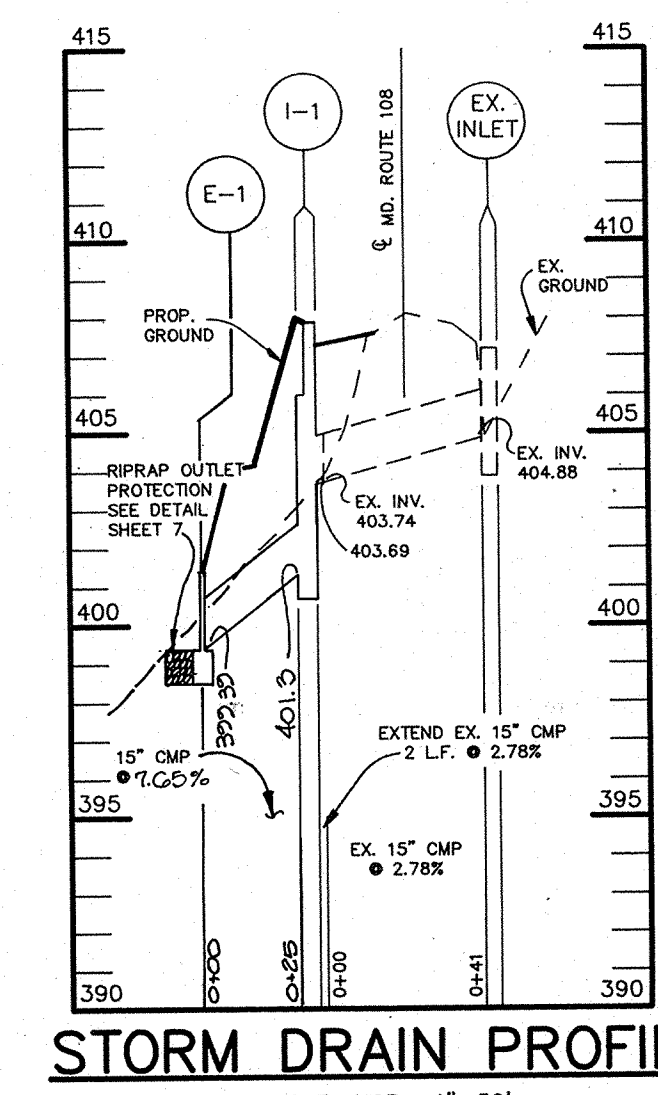 415
415
I-1
EX.
INLET
E-1
℄ MD. ROUTE 108
410
410
EX.
GROUND
PROP.
GROUND
405
405
RIPRAP OUTLET
PROTECTION
SEE DETAIL
SHEET 7
EX. INV.
404.88
EX. INV.
403.74
403.69
400
400
399.39
401.3
EXTEND EX. 15" CMP
2 L.F. @ 2.78%
15" CMP
@ 7.65%
395
395
EX. 15" CMP
@ 2.78%
0+00
0+25
0+00
0+41
390
390
STORM DRAIN PROFI